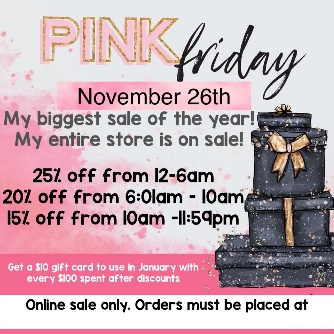 PINK friday
November 26th
My biggest sale of the year!
My entire store is on sale!
25% off from 12-6am
20% off from 6:01am - 10am
15% off from 10am -11:59pm
Get a $10 gift card to use in January with
every $100 spent after discounts
Online sale only. Orders must be placed at